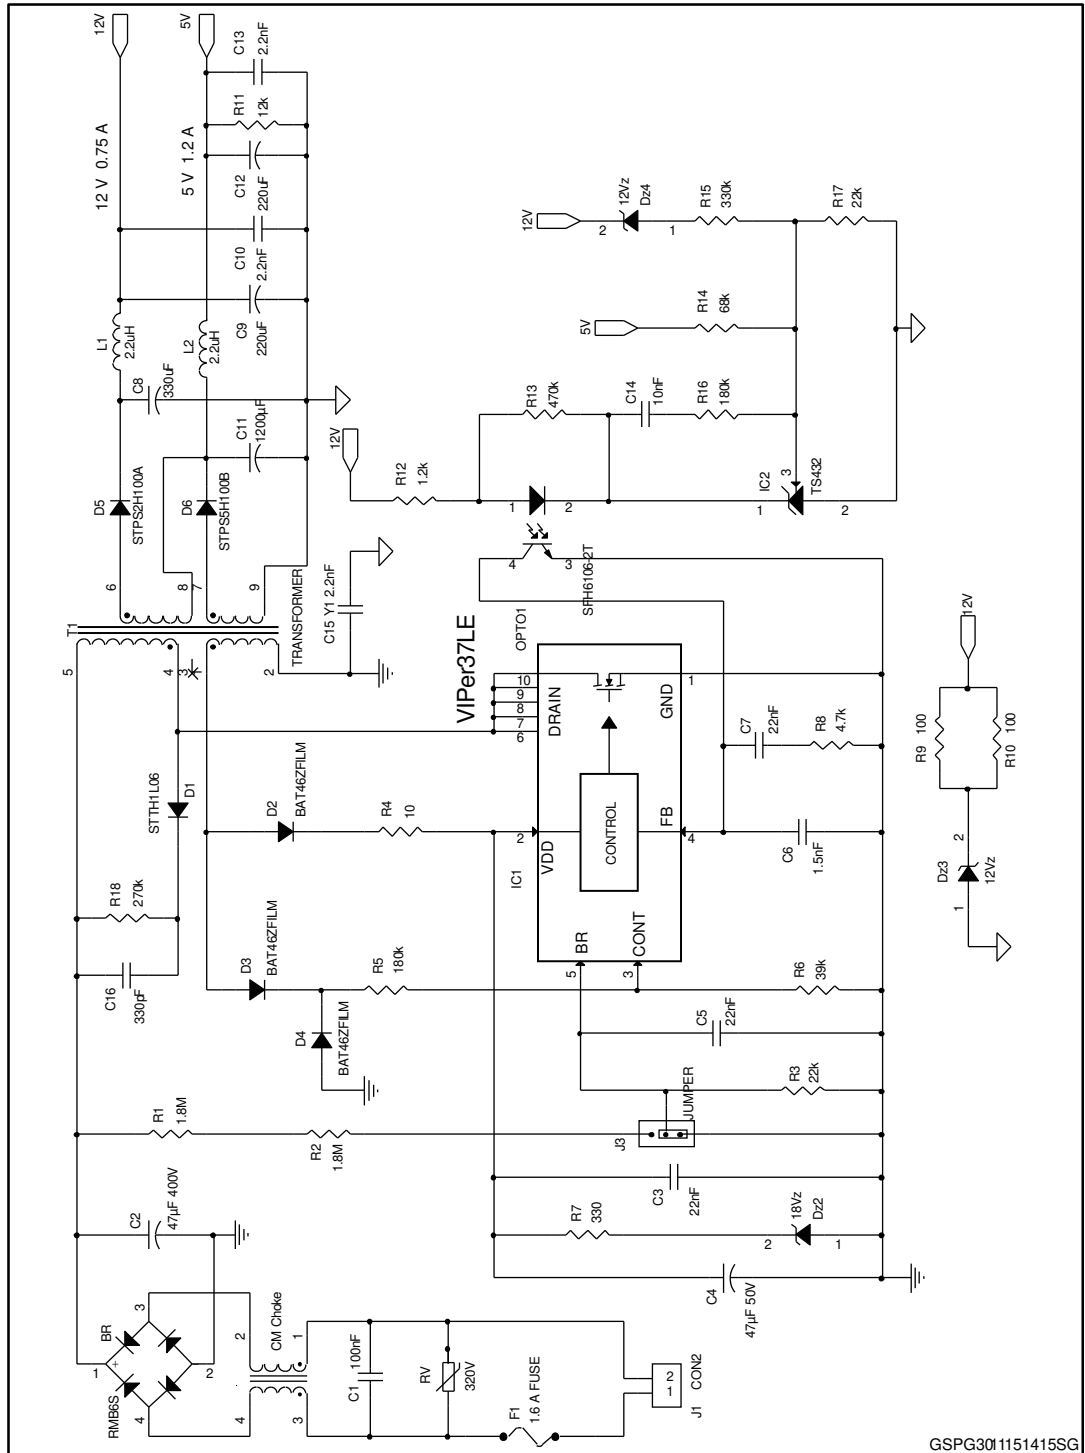 12V
5V
C13
2.2nF
R11
12k
12 V 0.75 A
5 V 1.2 A
C12
220uF
C10
2.2nF
C9
220uF
L1
2.2uH
L2
2.2uH
C8
330uF
C11
1200µF
D5
STPS2H100A
D6
STPS5H100B
6
8
7
9
T1
TRANSFORMER
5
4
3
2
C15 Y1 2.2nF
12V
R12
1.2k
R13
470k
C14
10nF
R16
180k
5V
R14
68k
12V
2
12Vz
Dz4
1
R15
330k
R17
22k
1
2
IC2
3
TS432
1
2
4
3
SFH6106-2T
OPTO1
VIPer37LE
10
9
8
7
6
DRAIN
GND
1
C7
22nF
R8
4.7k
STTH1L06
D1
D2
BAT46ZFILM
R4
10
2
VDD
IC1
CONTROL
FB
4
C6
1.5nF
R18
270k
C16
330pF
D3
BAT46ZFILM
R5
180k
BR
5
CONT
3
R6
39k
D4
BAT46ZFILM
C5
22nF
R1
1.8M
R2
1.8M
JUMPER
J3
R3
22k
C3
22nF
C2
47µF 400V
R7
330
18Vz
Dz2
2
1
C4
47µF 50V
12V
R9 100
R10 100
Dz3
2
12Vz
1
BR
RMB6S
+
1
3
2
4
CM Choke
2
1
4
3
C1 100nF
RV
320V
F1
1.6 A FUSE
2
1
J1 CON2
GSPG3011151415SG